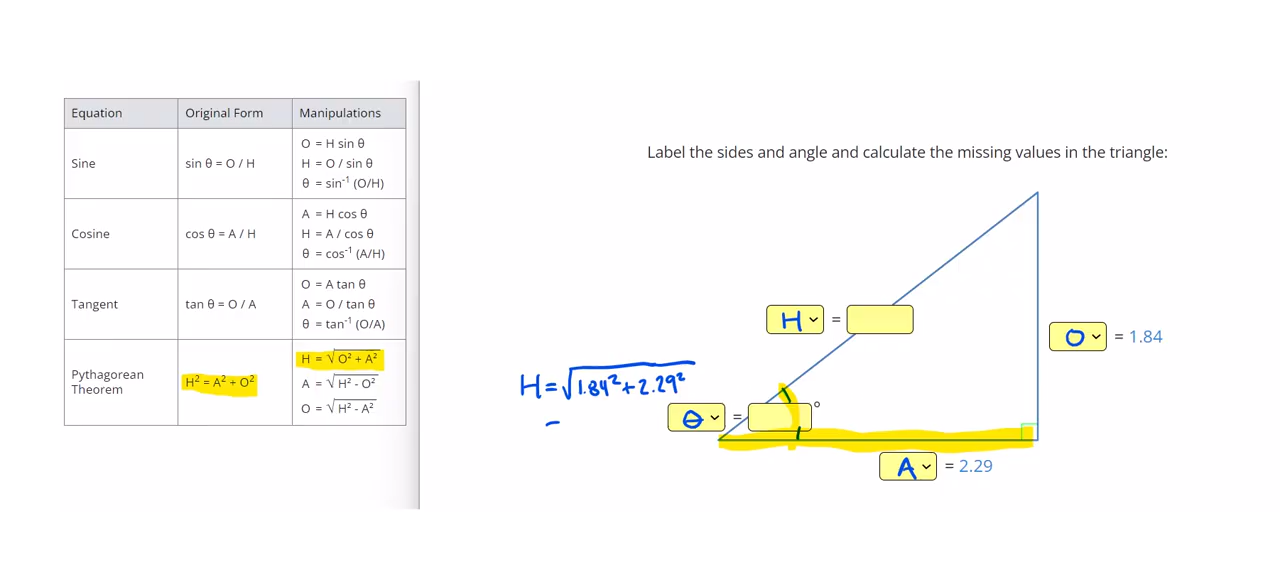 Equation Original Form Manipulations
Sine sin θ = O / H
O = H sin θ
H = O / sin θ
θ = sin⁻¹ (O/H)
Cosine cos θ = A / H
A = H cos θ
H = A / cos θ
θ = cos⁻¹ (A/H)
Tangent tan θ = O / A
O = A tan θ
A = O / tan θ
θ = tan⁻¹ (O/A)
Pythagorean
Theorem
H² = A² + O²
H = √O² + A²
A = √H² - O²
O = √H² - A²
Label the sides and angle and calculate the missing values in the triangle:
H =
O = 1.84
H = √1.84² + 2.29²
=
θ = °
A = 2.29